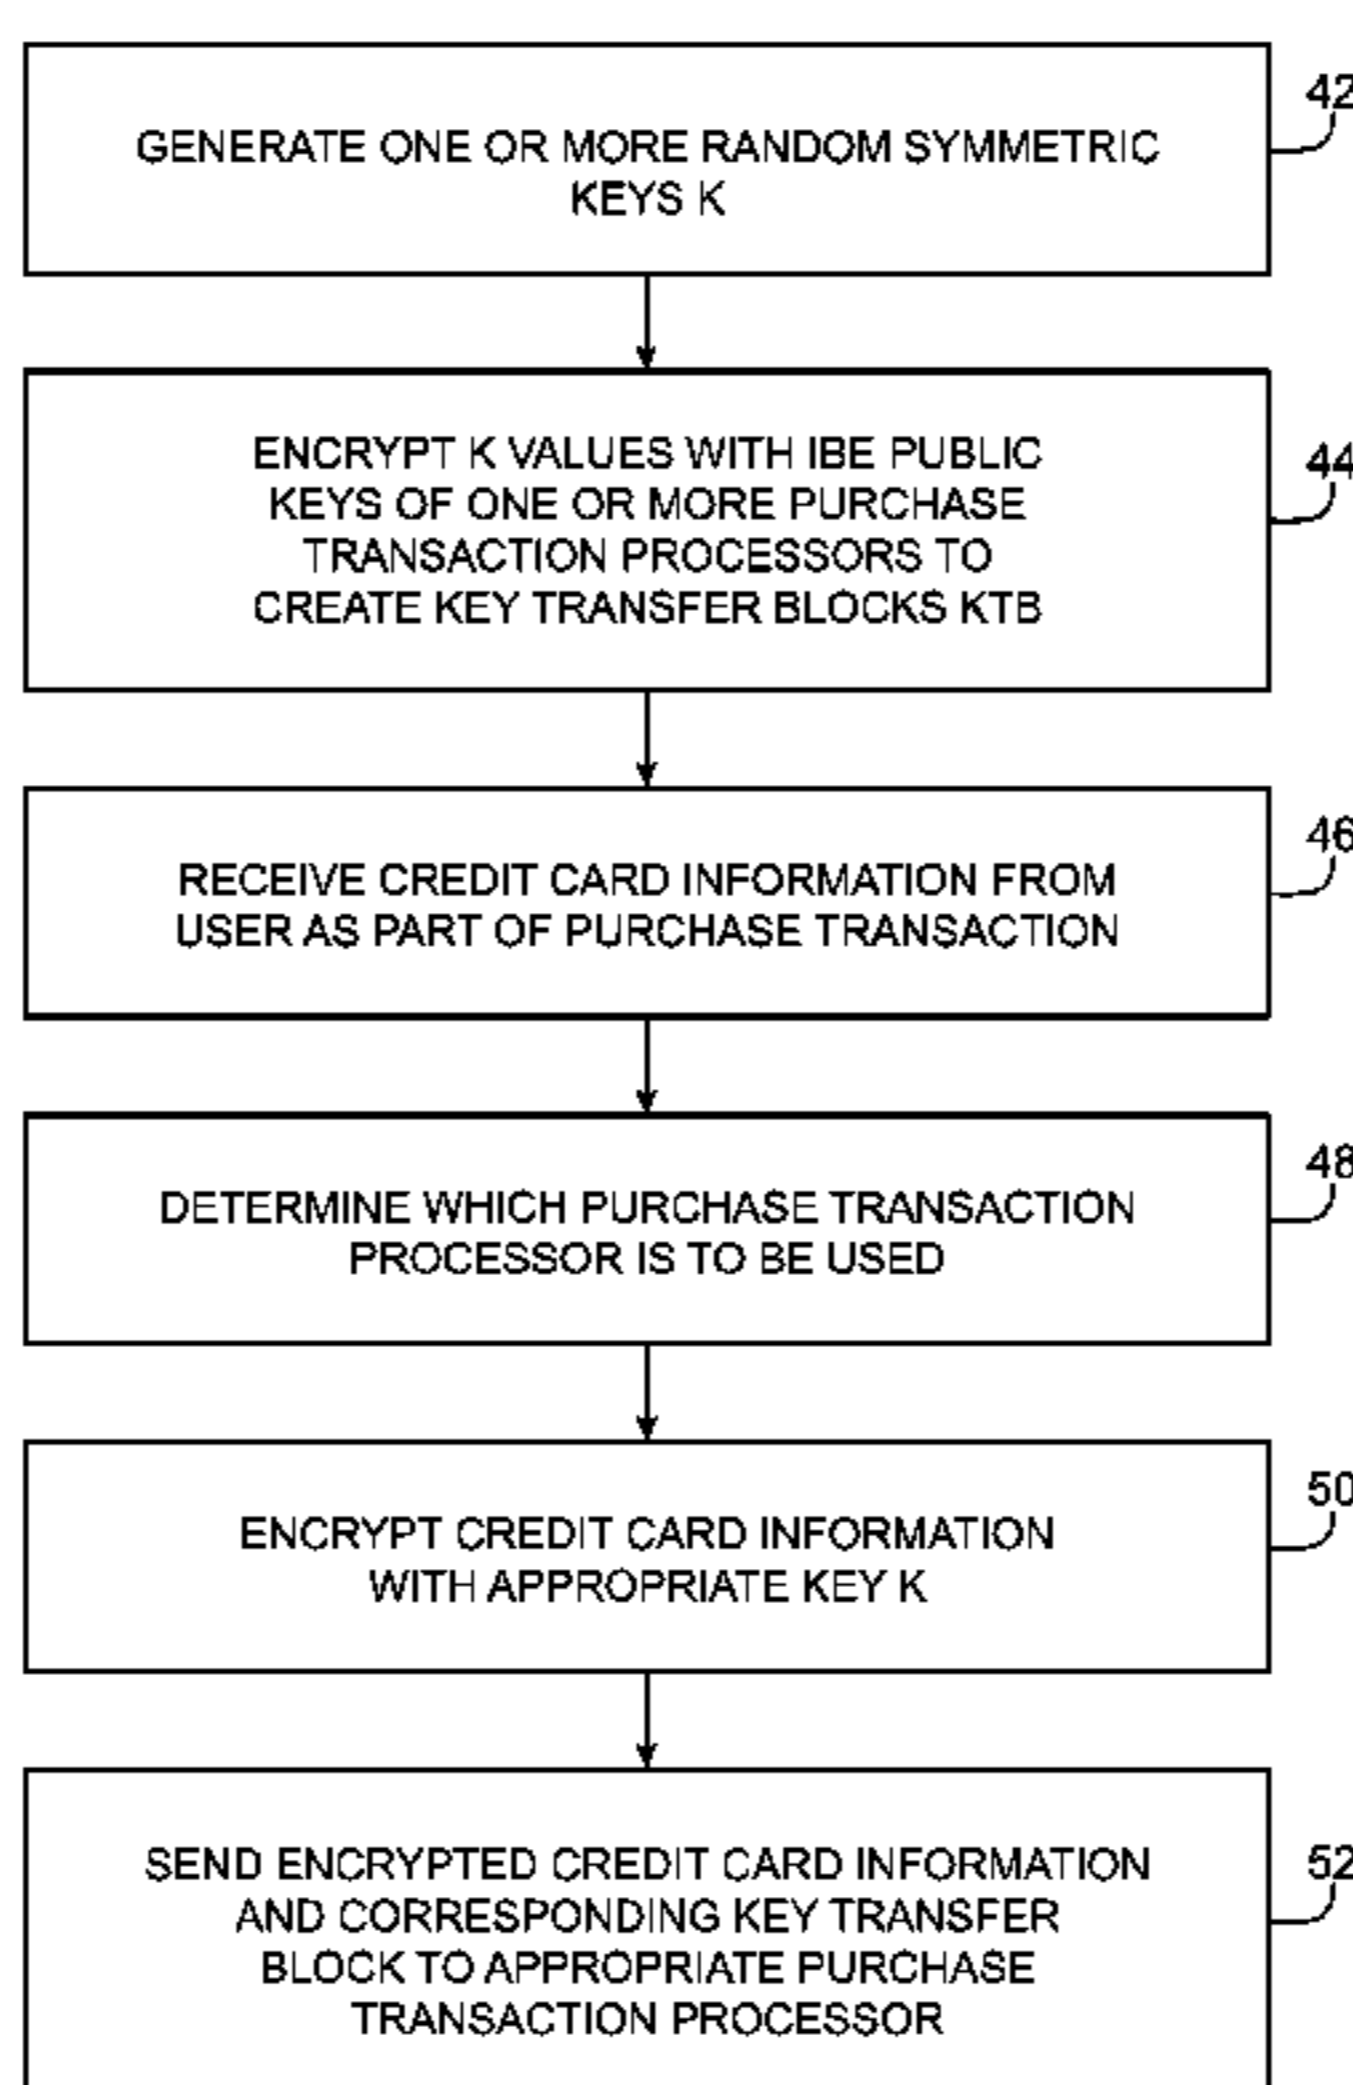 42
GENERATE ONE OR MORE RANDOM SYMMETRIC
KEYS K
44
ENCRYPT K VALUES WITH IBE PUBLIC
KEYS OF ONE OR MORE PURCHASE
TRANSACTION PROCESSORS TO
CREATE KEY TRANSFER BLOCKS KTB
46
RECEIVE CREDIT CARD INFORMATION FROM
USER AS PART OF PURCHASE TRANSACTION
48
DETERMINE WHICH PURCHASE TRANSACTION
PROCESSOR IS TO BE USED
50
ENCRYPT CREDIT CARD INFORMATION
WITH APPROPRIATE KEY K
52
SEND ENCRYPTED CREDIT CARD INFORMATION
AND CORRESPONDING KEY TRANSFER
BLOCK TO APPROPRIATE PURCHASE
TRANSACTION PROCESSOR